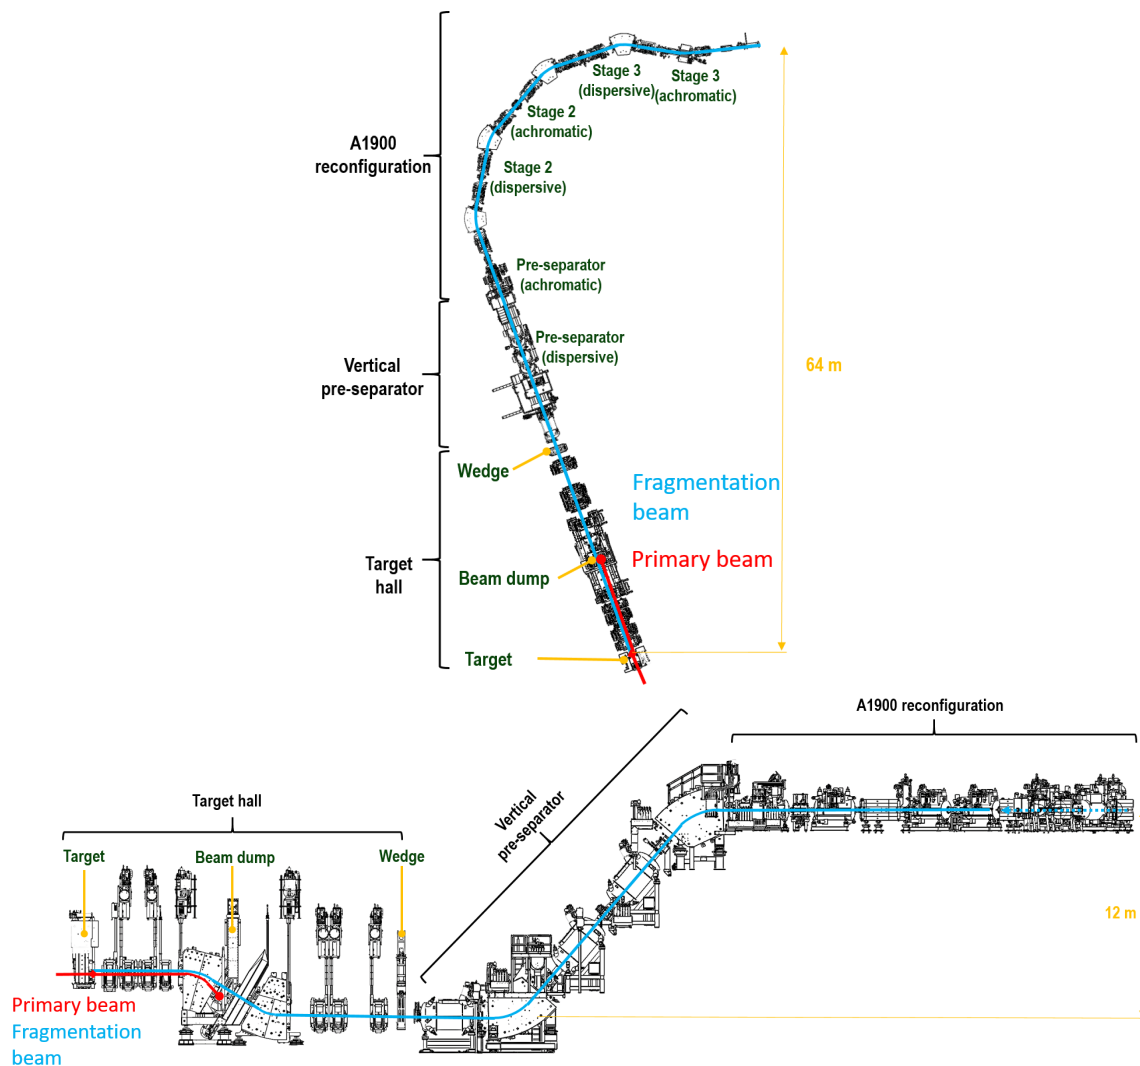 Stage 3
(dispersive)
Stage 3
(achromatic)
Stage 2
(achromatic)
A1900
reconfiguration
Stage 2
(dispersive)
Pre-separator
(achromatic)
Pre-separator
(dispersive)
Vertical
pre-separator
64 m
Wedge
Fragmentation
beam
Target
hall
Beam dump
Primary beam
Target
A1900 reconfiguration
Vertical
pre-separator
Target hall
Target
Beam dump
Wedge
12 m
Primary beam
Fragmentation
beam